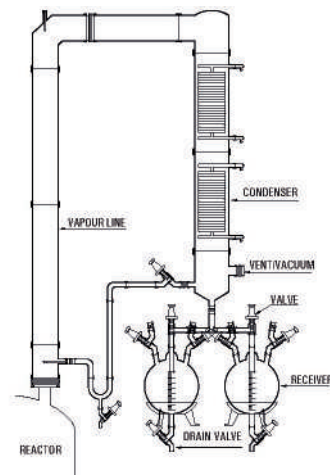 CONDENSER
VAPOUR LINE
VENT/VACUUM
VALVE
RECEIVER
DRAIN VALVE
REACTOR